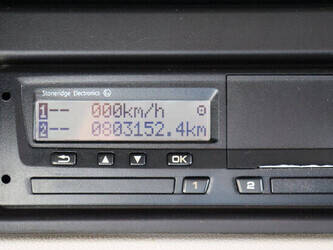 Stoneridge Electronics
1-- 000km/h
2-- 0803152.4km
OK
1 2